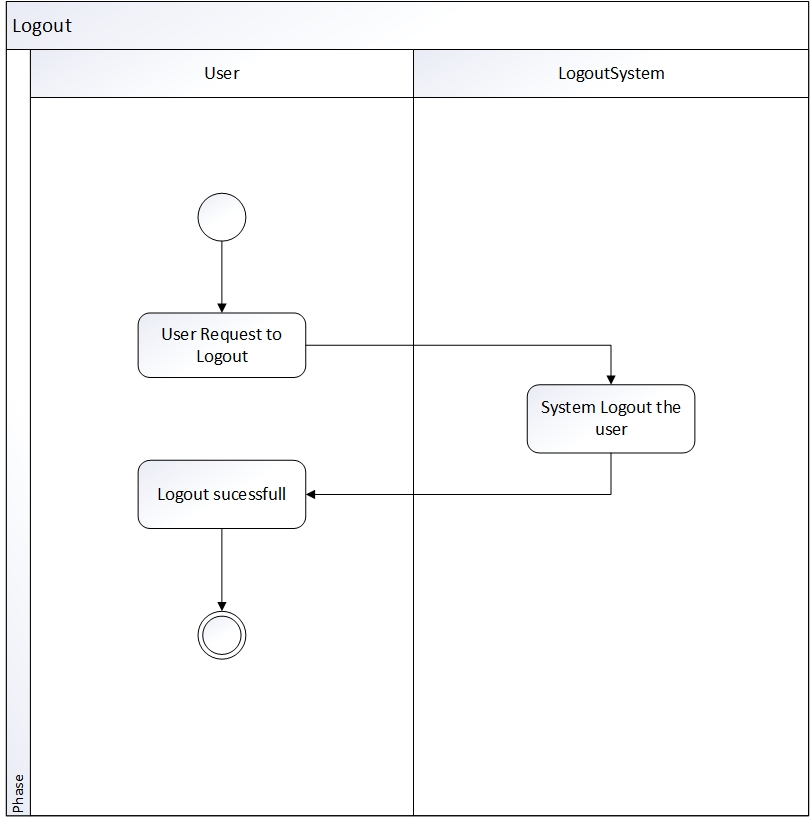 Logout
User
LogoutSystem
User Request to
Logout
System Logout the
user
Logout sucessfull
Phase